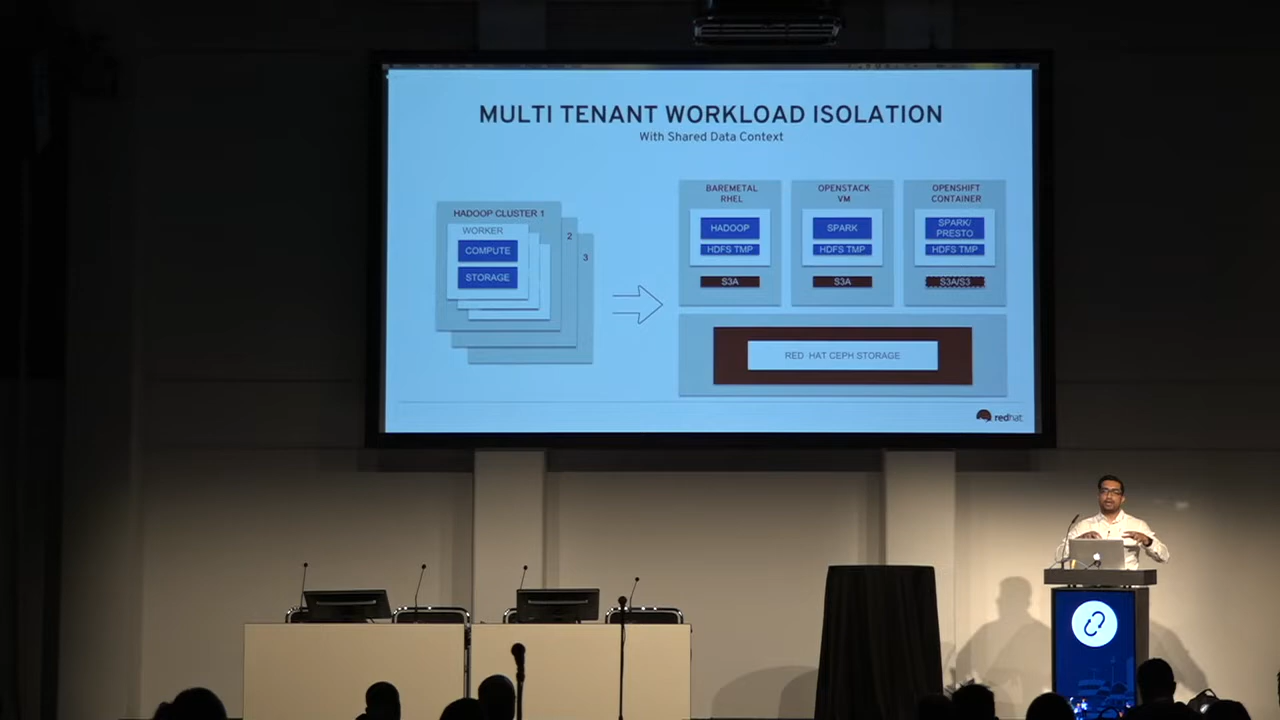 MULTI TENANT WORKLOAD ISOLATION
With Shared Data Context
HADOOP CLUSTER 1
WORKER
COMPUTE
STORAGE
2
3
BAREMETAL
RHEL
HADOOP
HDFS TMP
S3A
OPENSTACK
VM
SPARK
HDFS TMP
S3A
OPENSHIFT
CONTAINER
SPARK/
PRESTO
HDFS TMP
S3A/S3
RED HAT CEPH STORAGE
redhat